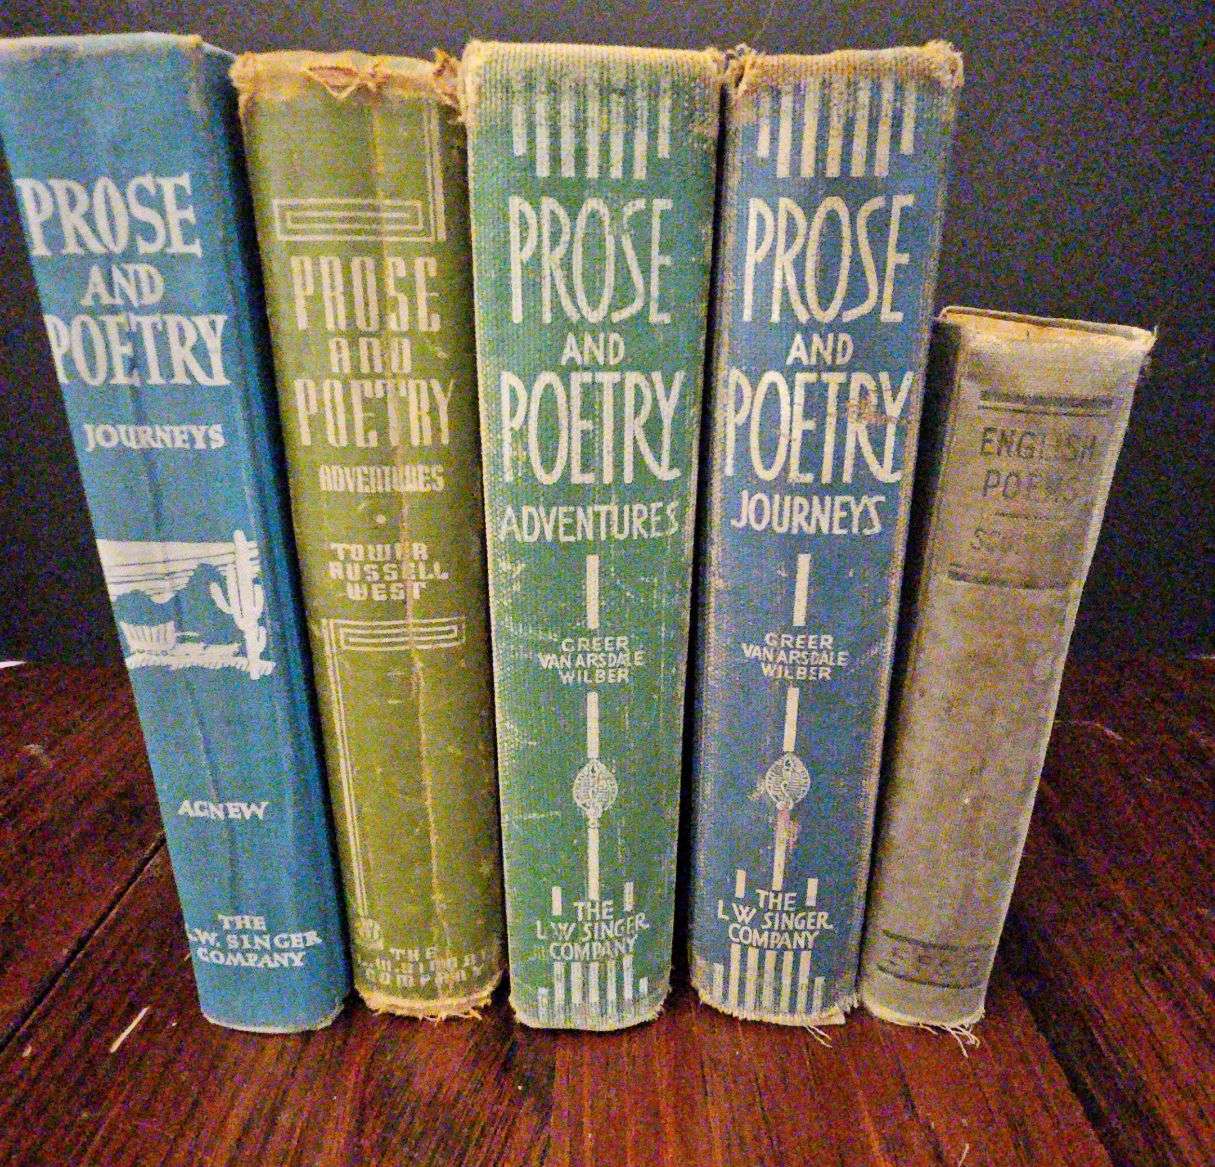 PROSE
AND
POETRY
JOURNEYS
AGNEW
THE
L.W. SINGER
COMPANY
PROSE
AND
POETRY
ADVENTURES
TOWER
RUSSELL
WEST
THE
COMPANY
PROSE
AND
POETRY
ADVENTURES
GREER
VAN ARSDALE
WILBER
THE
L.W SINGER
COMPANY
PROSE
AND
POETRY
JOURNEYS
GREER
VAN ARSDALE
WILBER
THE
L.W SINGER
COMPANY
ENGLISH
POEMS